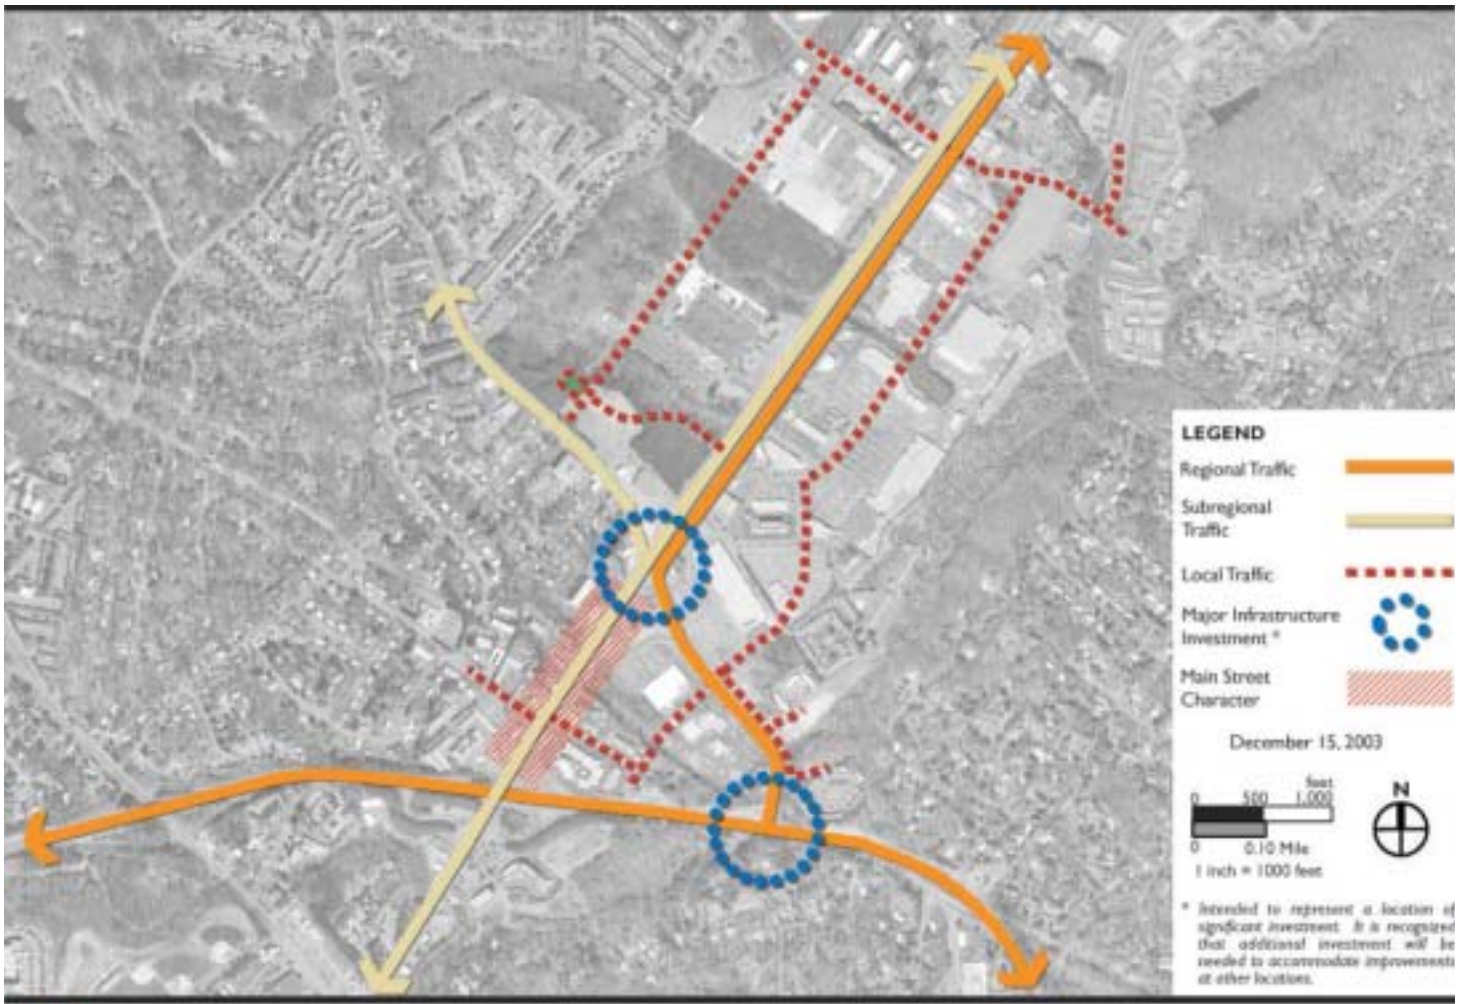 LEGEND
Regional Traffic
Subregional
Traffic
Local Traffic
Major Infrastructure
Investment *
Main Street
Character
December 15, 2003
feet
0 500 1,000
0 0.10 Mile
1 inch = 1000 feet
N
* Intended to represent a location of
significant investment. It is recognized
that additional investment will be
needed to accommodate improvements
at other locations.